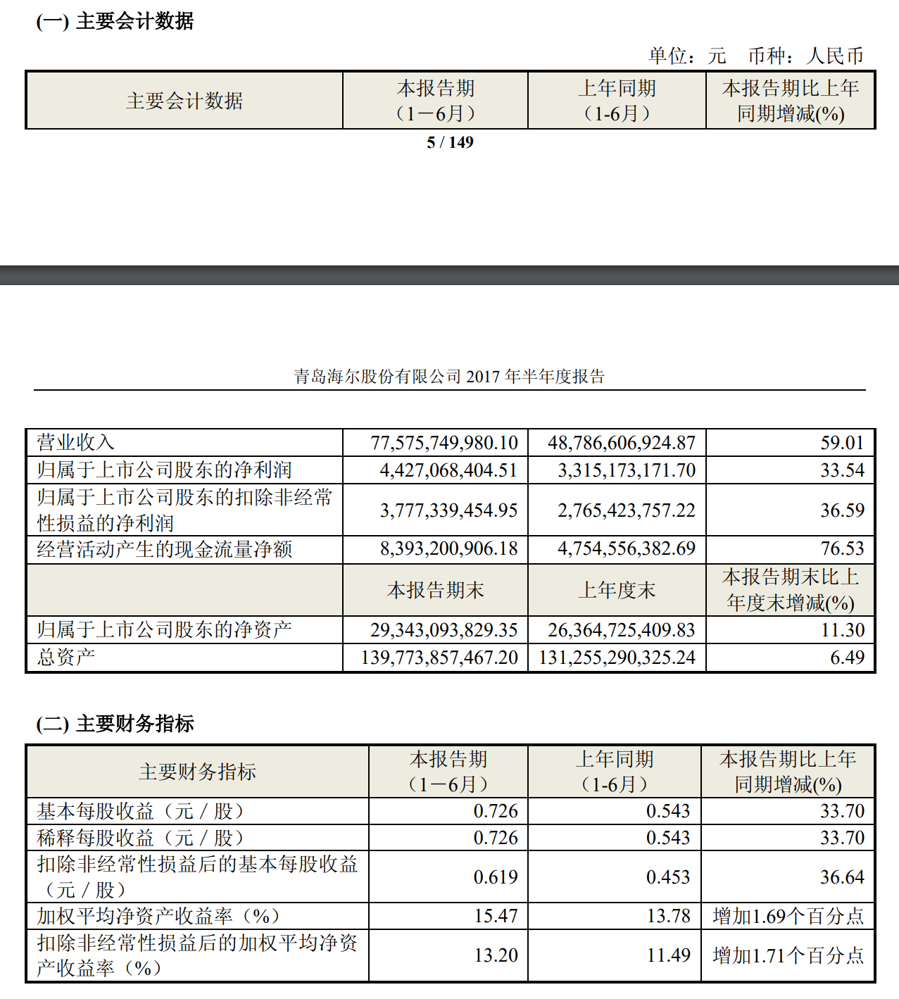 (一) 主要会计数据
单位：元 币种：人民币
主要会计数据 本报告期（1－6月） 上年同期（1-6月） 本报告期比上年同期增减(%)
5 / 149
青岛海尔股份有限公司 2017 年半年度报告
营业收入 77,575,749,980.10 48,786,606,924.87 59.01
归属于上市公司股东的净利润 4,427,068,404.51 3,315,173,171.70 33.54
归属于上市公司股东的扣除非经常性损益的净利润 3,777,339,454.95 2,765,423,757.22 36.59
经营活动产生的现金流量净额 8,393,200,906.18 4,754,556,382.69 76.53
本报告期末 上年度末 本报告期末比上年度末增减(%)
归属于上市公司股东的净资产 29,343,093,829.35 26,364,725,409.83 11.30
总资产 139,773,857,467.20 131,255,290,325.24 6.49
(二) 主要财务指标
主要财务指标 本报告期（1－6月） 上年同期（1-6月） 本报告期比上年同期增减(%)
基本每股收益（元／股） 0.726 0.543 33.70
稀释每股收益（元／股） 0.726 0.543 33.70
扣除非经常性损益后的基本每股收益（元／股） 0.619 0.453 36.64
加权平均净资产收益率（%） 15.47 13.78 增加1.69个百分点
扣除非经常性损益后的加权平均净资产收益率（%） 13.20 11.49 增加1.71个百分点